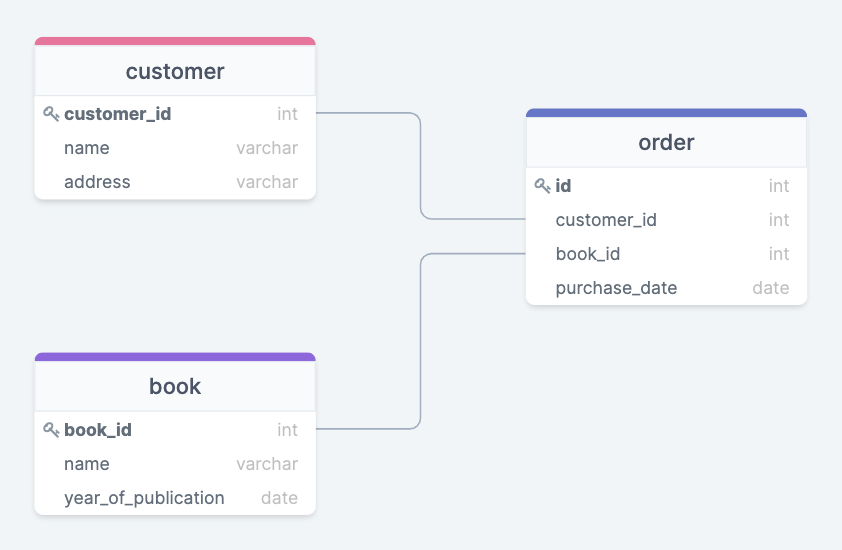 customer
customer_id int
name varchar
address varchar
order
id int
customer_id int
book_id int
purchase_date date
book
book_id int
name varchar
year_of_publication date